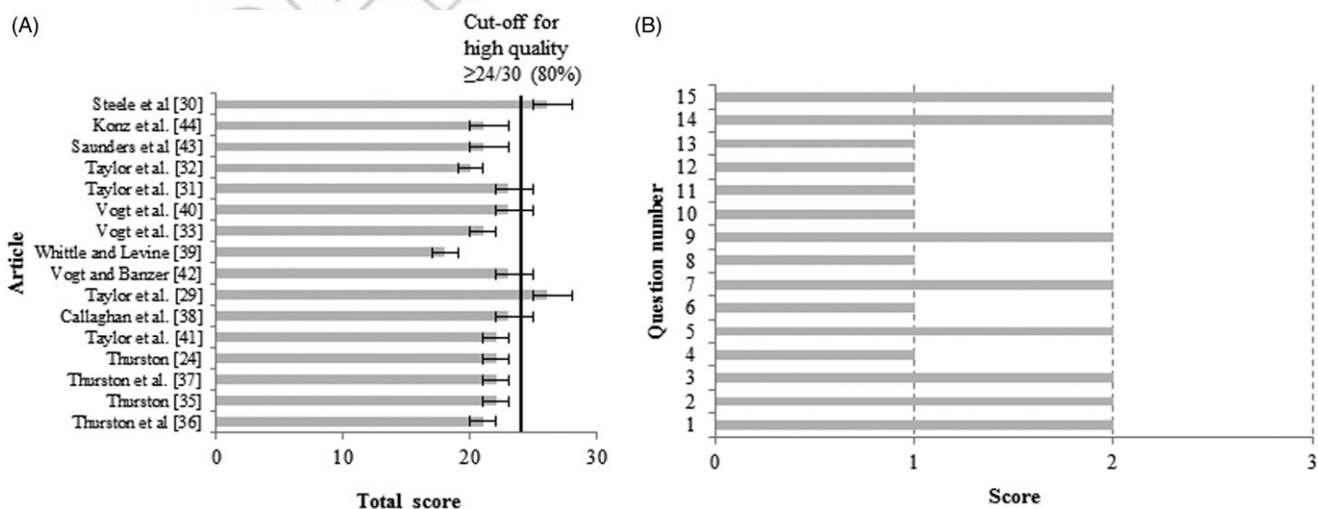 (A)
Cut-off for
high quality
≥24/30 (80%)
Article
Steele et al [30]
Konz et al. [44]
Saunders et al [43]
Taylor et al. [32]
Taylor et al. [31]
Vogt et al. [40]
Vogt et al. [33]
Whittle and Levine [39]
Vogt and Banzer [42]
Taylor et al. [29]
Callaghan et al. [38]
Taylor et al. [41]
Thurston [24]
Thurston et al. [37]
Thurston [35]
Thurston et al [36]
0 10 20 30
Total score
(B)
Question number
15
14
13
12
11
10
9
8
7
6
5
4
3
2
1
0 1 2 3
Score